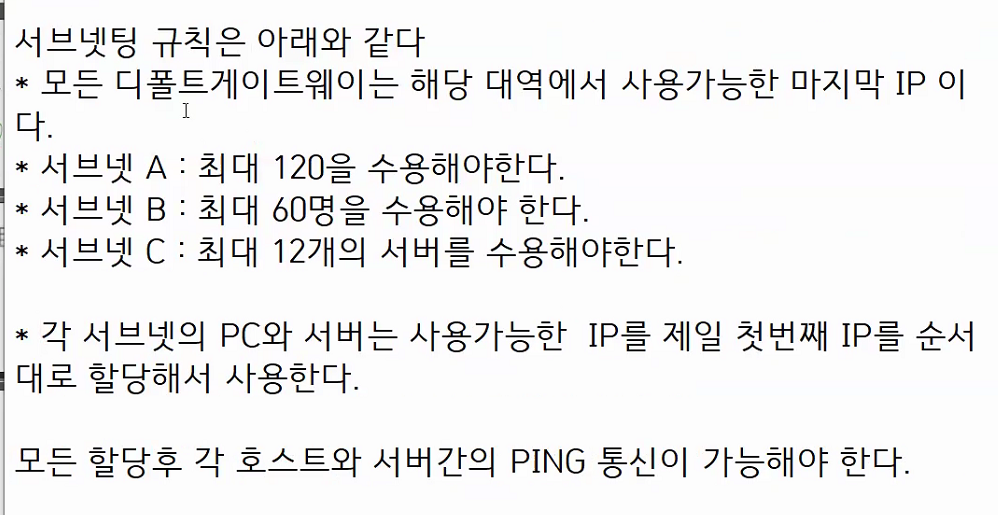 서브넷팅 규칙은 아래와 같다
* 모든 디폴트게이트웨이는 해당 대역에서 사용가능한 마지막 IP 이
다.
* 서브넷 A : 최대 120을 수용해야한다.
* 서브넷 B : 최대 60명을 수용해야 한다.
* 서브넷 C : 최대 12개의 서버를 수용해야한다.
* 각 서브넷의 PC와 서버는 사용가능한  IP를 제일 첫번째 IP를 순서
대로 할당해서 사용한다.
모든 할당후 각 호스트와 서버간의 PING 통신이 가능해야 한다.